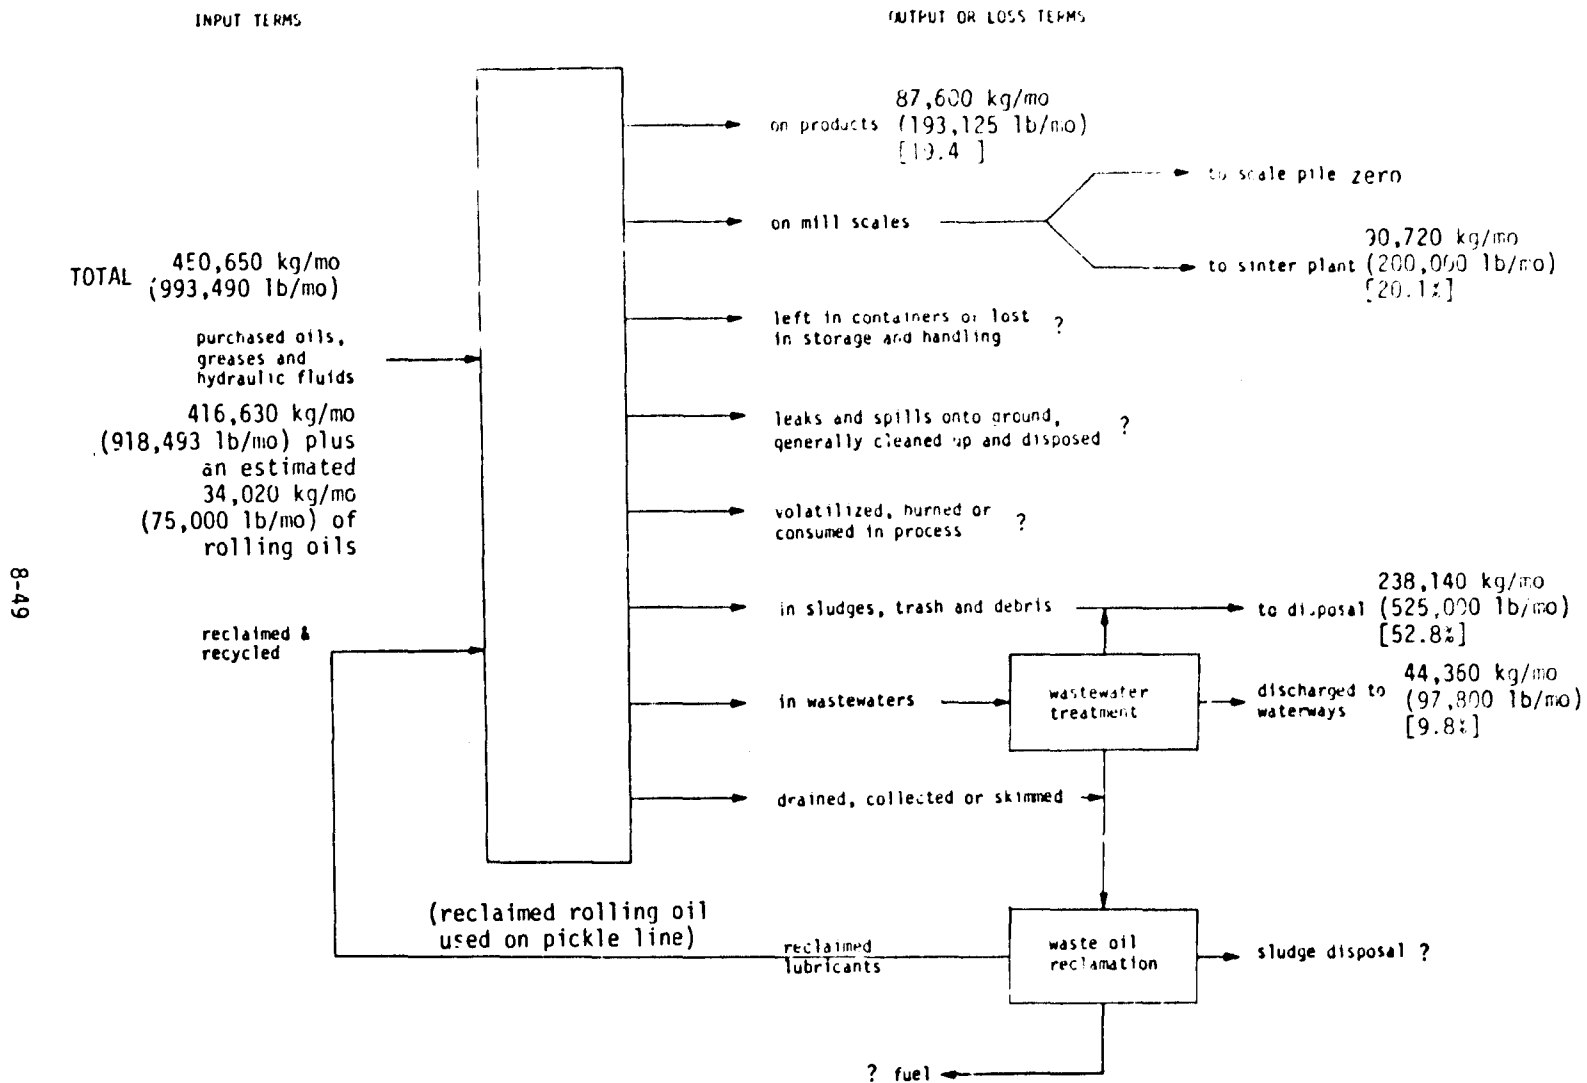 INPUT TERMS
OUTPUT OR LOSS TERMS
87,600 kg/mo
on products (193,125 lb/mo)
[19.4 ]
to scale pile zero
on mill scales
90,720 kg/mo
to sinter plant (200,000 lb/mo)
[20.1%]
TOTAL 450,650 kg/mo
(993,490 lb/mo)
left in containers or lost
in storage and handling ?
purchased oils,
greases and
hydraulic fluids
416,630 kg/mo
(918,493 lb/mo) plus
an estimated
34,020 kg/mo
(75,000 lb/mo) of
rolling oils
leaks and spills onto ground,
generally cleaned up and disposed ?
volatilized, burned or
consumed in process ?
8-49
in sludges, trash and debris
238,140 kg/mo
to disposal (525,000 lb/mo)
[52.8%]
reclaimed &
recycled
in wastewaters
wastewater
treatment
44,360 kg/mo
discharged to (97,800 lb/mo)
waterways [9.8%]
drained, collected or skimmed
(reclaimed rolling oil
used on pickle line)
reclaimed
lubricants
waste oil
reclamation
sludge disposal ?
? fuel